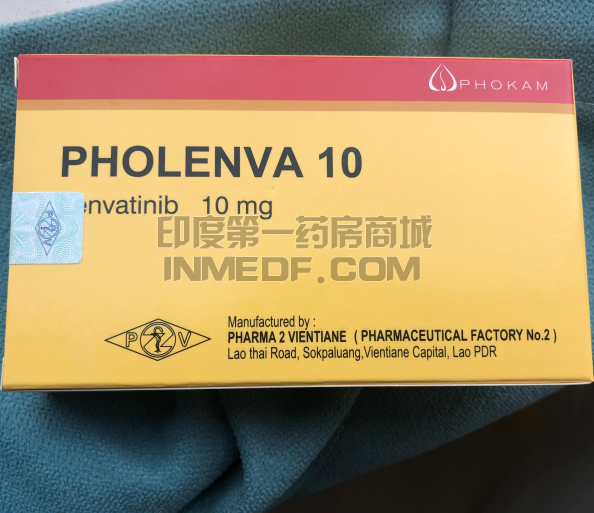 PHOKAM
PHOLENVA 10
envatinib 10 mg
印度第一药房商城
INMEDF.COM
P 2 V
Manufactured by :
PHARMA 2 VIENTIANE ( PHARMACEUTICAL FACTORY No.2 )
Lao thai Road, Sokpaluang,Vientiane Capital, Lao PDR